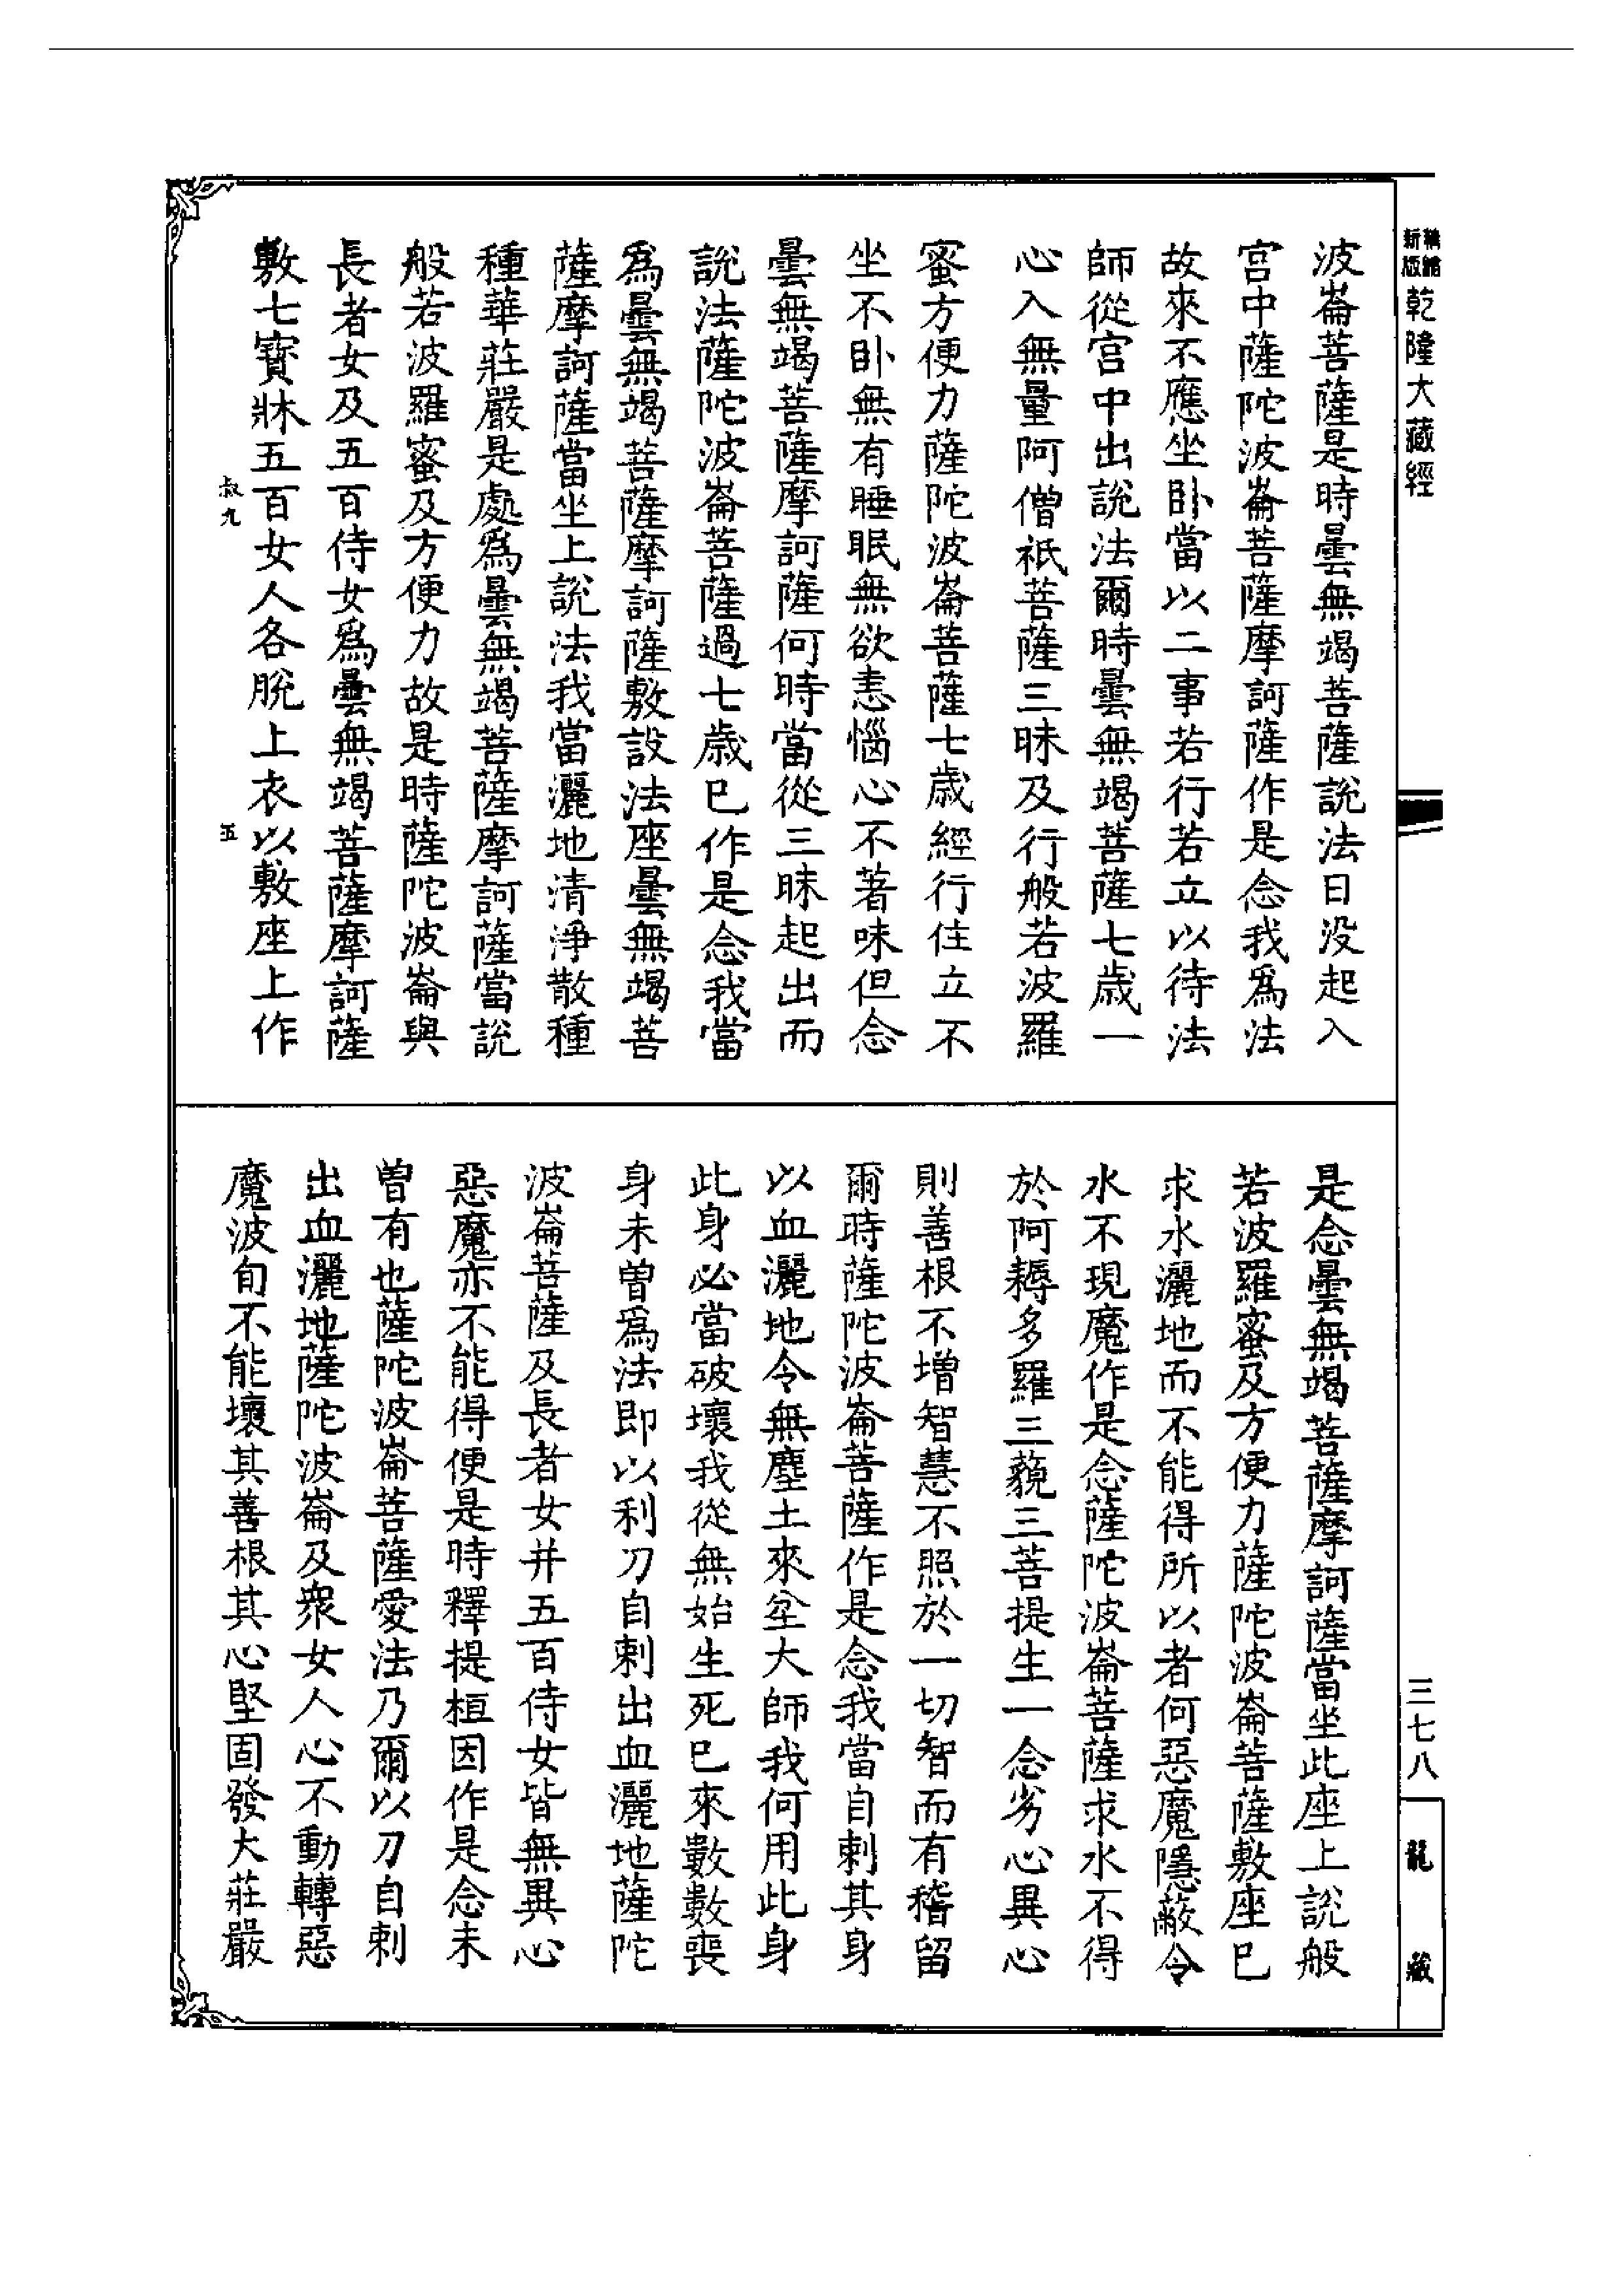 新版
乾隆大藏經
三七八
龍藏
波崙菩薩是時曇無竭菩薩説法日没起入
宫中薩陀波崙菩薩摩訶薩作是念我爲法
故來不應坐卧當以二事若行若立以待法
師從宫中出説法爾時曇無竭菩薩七歲一
心入無量阿僧祇菩薩三昧及行般若波羅
蜜方便力薩陀波崙菩薩七歲經行住立不
坐不卧無有睡眠無欲恚惱心不著味但念
曇無竭菩薩摩訶薩何時當從三昧起出而
説法薩陀波崙菩薩過七歲已作是念我當
爲曇無竭菩薩摩訶薩敷設法座曇無竭菩
薩摩訶薩當坐上説法我當灑地清淨散種
種華莊嚴是處爲曇無竭菩薩摩訶薩當説
般若波羅蜜及方便力故是時薩陀波崙與
長者女及五百侍女爲曇無竭菩薩摩訶薩
敷七寶牀五百女人各脱上衣以敷座上作
叔九
五
是念曇無竭菩薩摩訶薩當坐此座上説般
若波羅蜜及方便力薩陀波崙菩薩敷座已
求水灑地而不能得所以者何惡魔隱蔽令
水不現魔作是念薩陀波崙菩薩求水不得
於阿耨多羅三藐三菩提生一念劣心異心
則善根不增智慧不照於一切智而有稽留
爾時薩陀波崙菩薩作是念我當自刺其身
以血灑地令無塵土來坌大師我何用此身
此身必當破壞我從無始生死已來數數喪
身未曾爲法即以利刀自刺出血灑地薩陀
波崙菩薩及長者女并五百侍女皆無異心
惡魔亦不能得便是時釋提桓因作是念未
曾有也薩陀波崙菩薩愛法乃爾以刀自刺
出血灑地薩陀波崙及衆女人心不動轉惡
魔波旬不能壞其善根其心堅固發大莊嚴